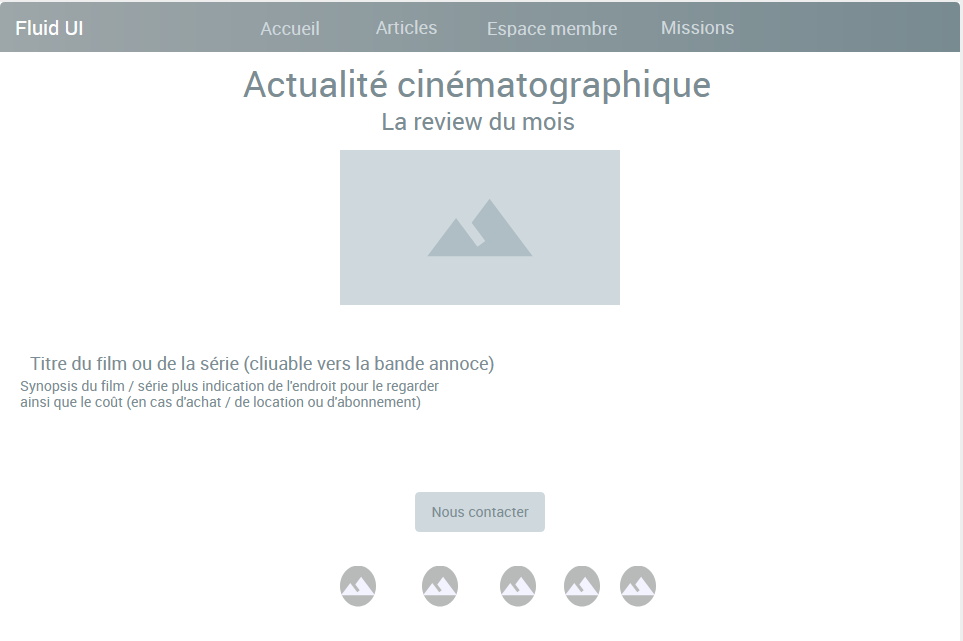 Fluid UI Accueil Articles Espace membre Missions
Actualité cinématographique
La review du mois
Titre du film ou de la série (cliuable vers la bande annoce)
Synopsis du film / série plus indication de l'endroit pour le regarder
ainsi que le coût (en cas d'achat / de location ou d'abonnement)
Nous contacter